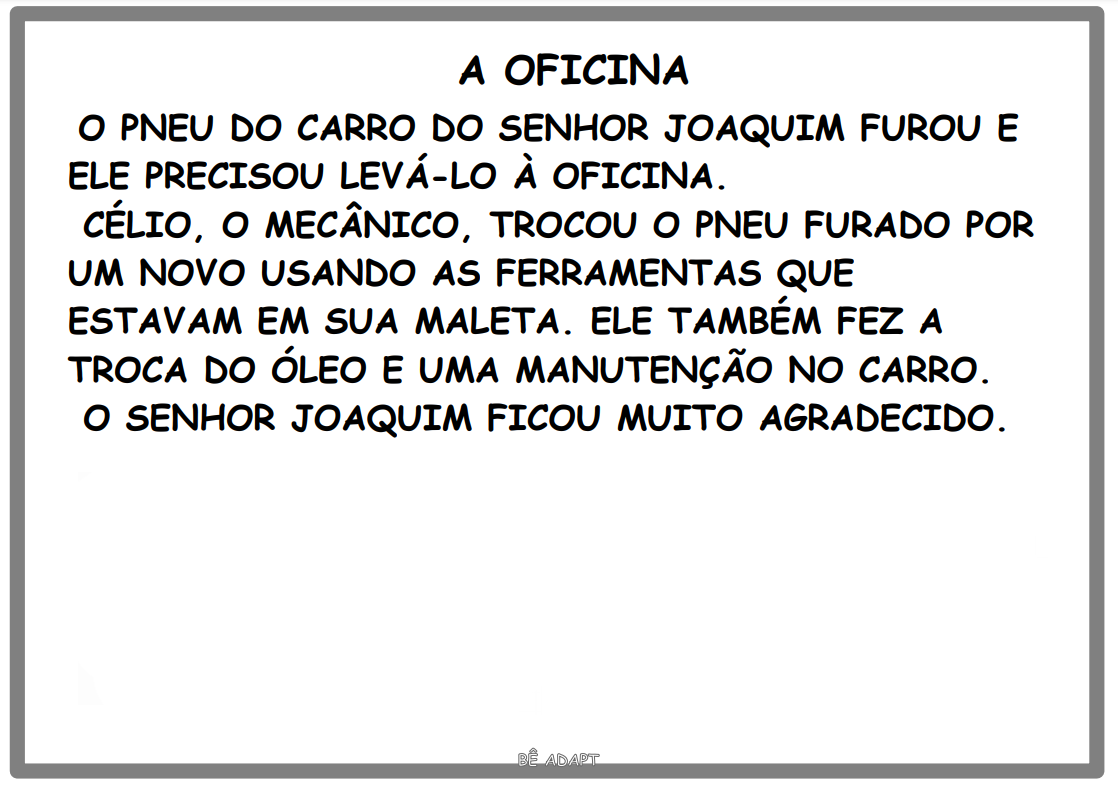 A OFICINA
O PNEU DO CARRO DO SENHOR JOAQUIM FUROU E
ELE PRECISOU LEVÁ-LO À OFICINA.
CÉLIO, O MECÂNICO, TROCOU O PNEU FURADO POR
UM NOVO USANDO AS FERRAMENTAS QUE
ESTAVAM EM SUA MALETA. ELE TAMBÉM FEZ A
TROCA DO ÓLEO E UMA MANUTENÇÃO NO CARRO.
O SENHOR JOAQUIM FICOU MUITO AGRADECIDO.
BÊ ADAPT